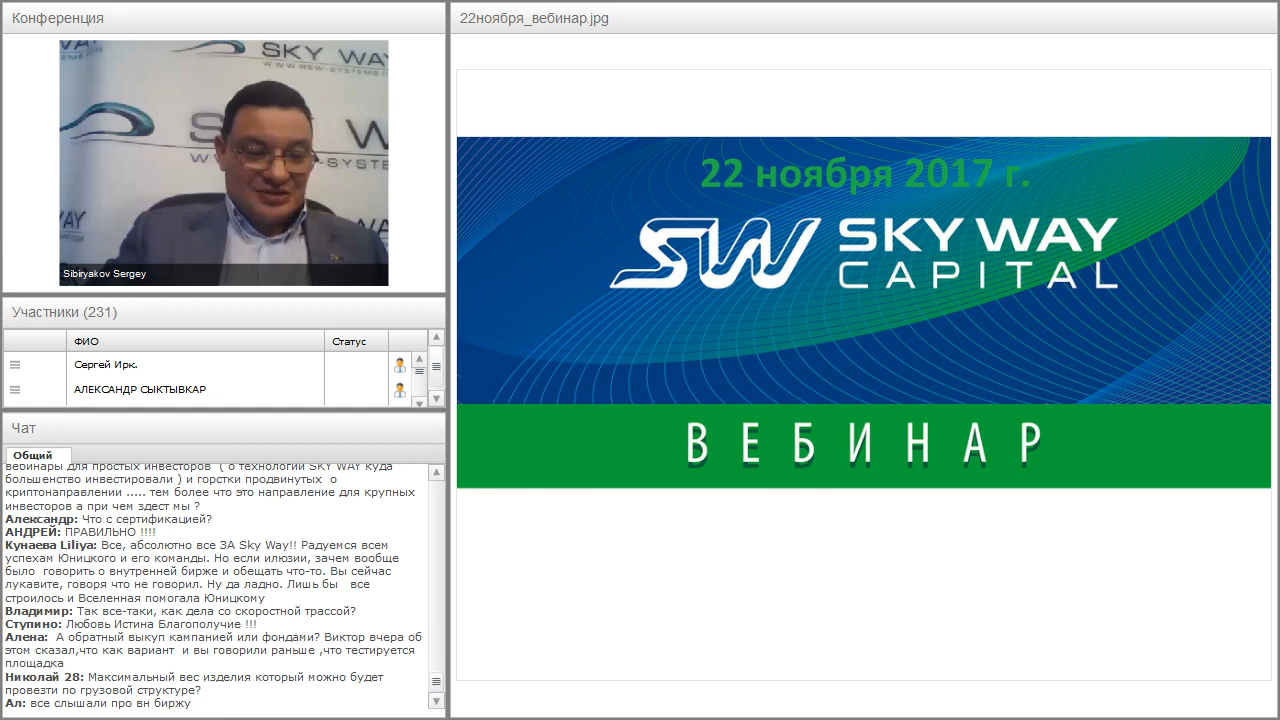 Конференция
SKY WAY
WWW.RSW-SYSTEMS.C
SKY W
Sibiryakov Sergey
Участники (231)
ФИО
Статус
Сергей Ирк.
АЛЕКСАНДР СЫКТЫВКАР
Чат
Общий
вебинары для простых инвесторов ( о технологии SKY WAY куда
большенство инвестировали ) и горстки продвинутых о
криптонаправлении ..... тем более что это направление для крупных
инвесторов а при чем здест мы ?
Александр: Что с сертификацией?
АНДРЕЙ: ПРАВИЛЬНО !!!!
Кунаева Liliya: Все, абсолютно все ЗА Sky Way!! Радуемся всем
успехам Юницкого и его команды. Но если илюзии, зачем вообще
было говорить о внутренней бирже и обещать что-то. Вы сейчас
лукавите, говоря что не говорил. Ну да ладно. Лишь бы все
строилось и Вселенная помогала Юницкому
Владимир: Так все-таки, как дела со скоростной трассой?
Ступино: Любовь Истина Благополучие !!!
Алена: А обратный выкуп кампанией или фондами? Виктор вчера об
этом сказал,что как вариант и вы говорили раньше ,что тестируется
площадка
Николай 28: Максимальный вес изделия который можно будет
провезти по грузовой структуре?
Ал: все слышали про вн биржу
22ноября_вебинар.jpg
22 ноября 2017 г.
SW SKY WAY
CAPITAL
ВЕБИНАР